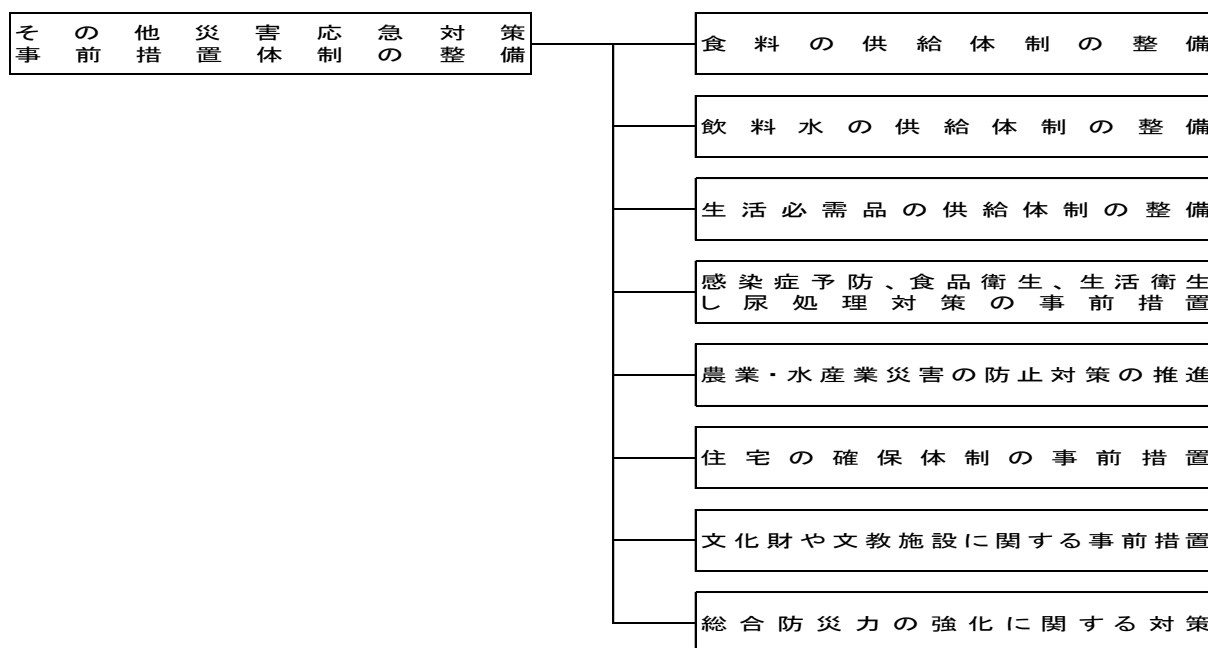 その他災害応急対策
事前措置体制の整備
食料の供給体制の整備
飲料水の供給体制の整備
生活必需品の供給体制の整備
感染症予防、食品衛生、生活衛生
し尿処理対策の事前措置
農業・水産業災害の防止対策の推進
住宅の確保体制の事前措置
文化財や文教施設に関する事前措置
総合防災力の強化に関する対策